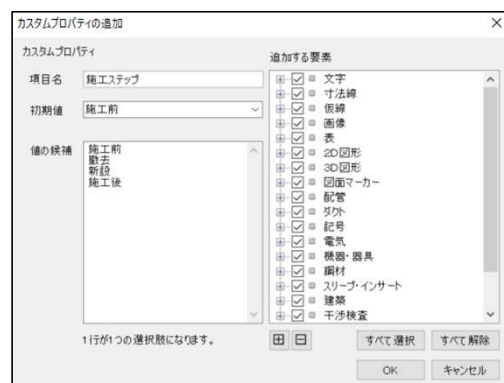 カスタムプロパティの追加
カスタムプロパティ
項目名
施工ステップ
初期値
施工前
値の候補
施工前
撤去
新設
施工後
1行が1つの選択肢になります。
追加する要素
文字
寸法線
仮線
画像
表
2D図形
3D図形
図面マーカー
配管
ダクト
記号
電気
機器・器具
鋼材
スリーブ・インサート
建築
干渉検査
すべて選択
すべて解除
OK
キャンセル